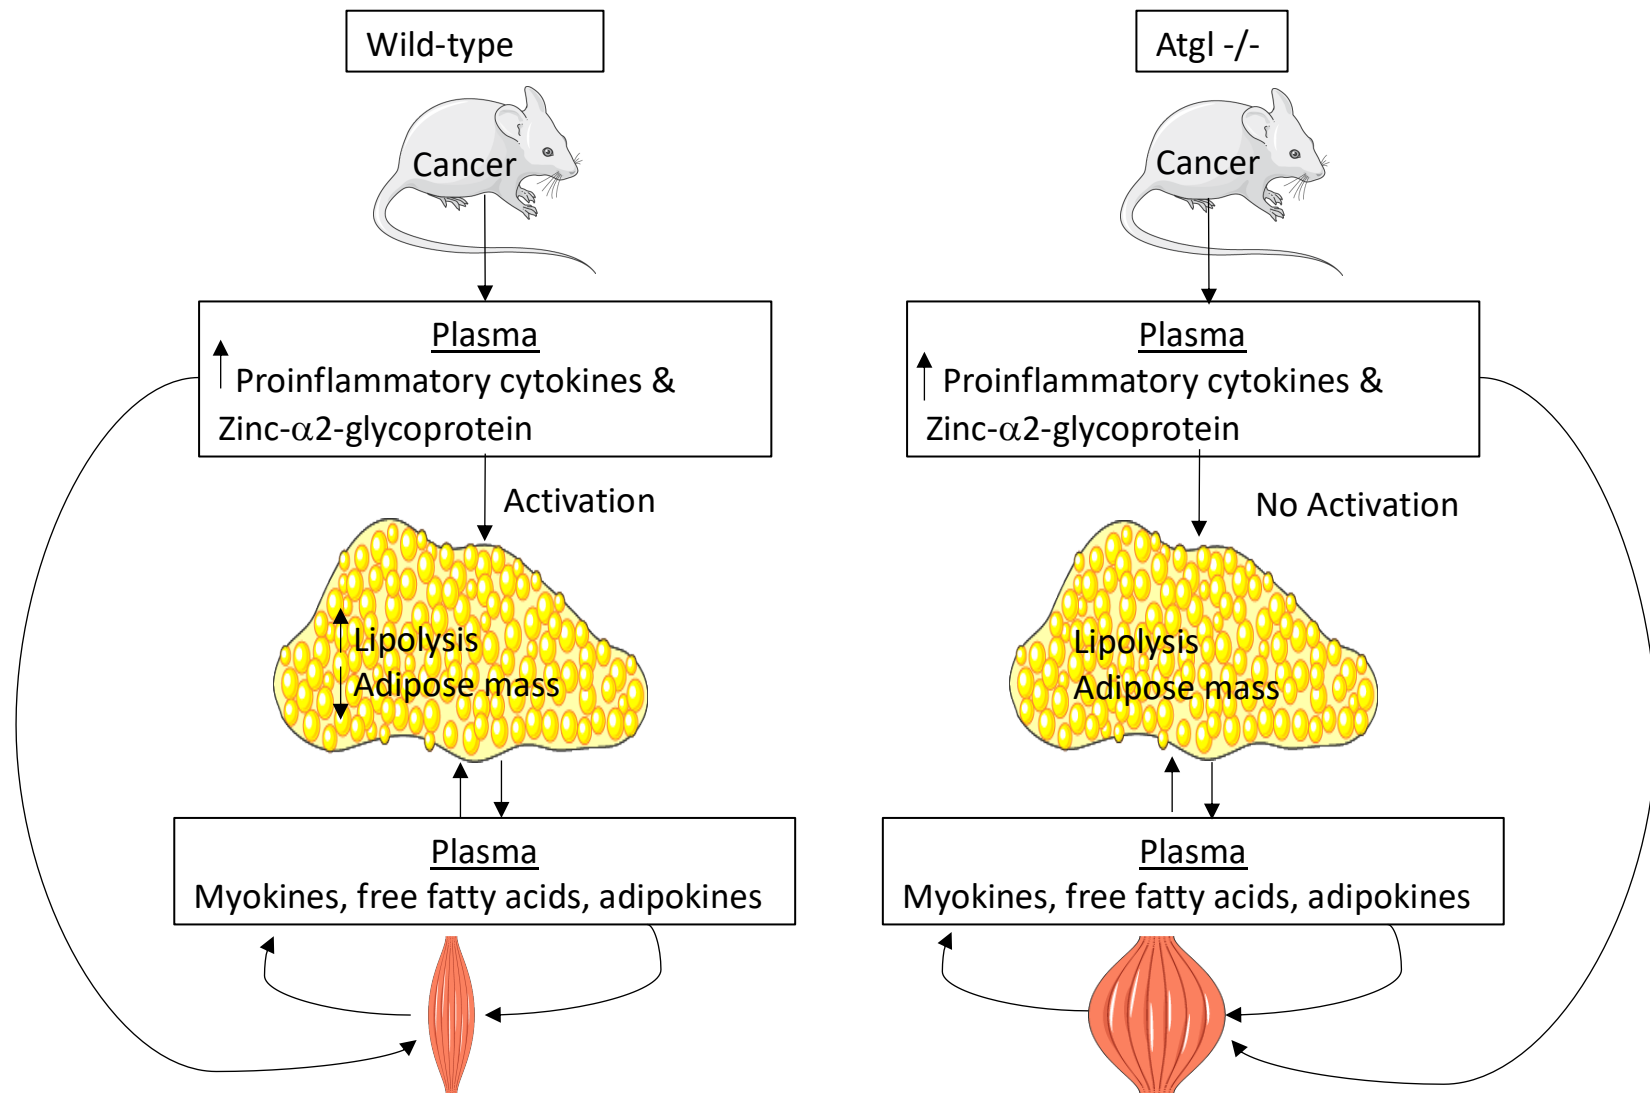 Wild-type
Cancer
Plasma
Proinflammatory cytokines &
Zinc-α2-glycoprotein
Activation
Lipolysis
Adipose mass
Plasma
Myokines, free fatty acids, adipokines
Atgl -/-
Cancer
Plasma
Proinflammatory cytokines &
Zinc-α2-glycoprotein
No Activation
Lipolysis
Adipose mass
Plasma
Myokines, free fatty acids, adipokines